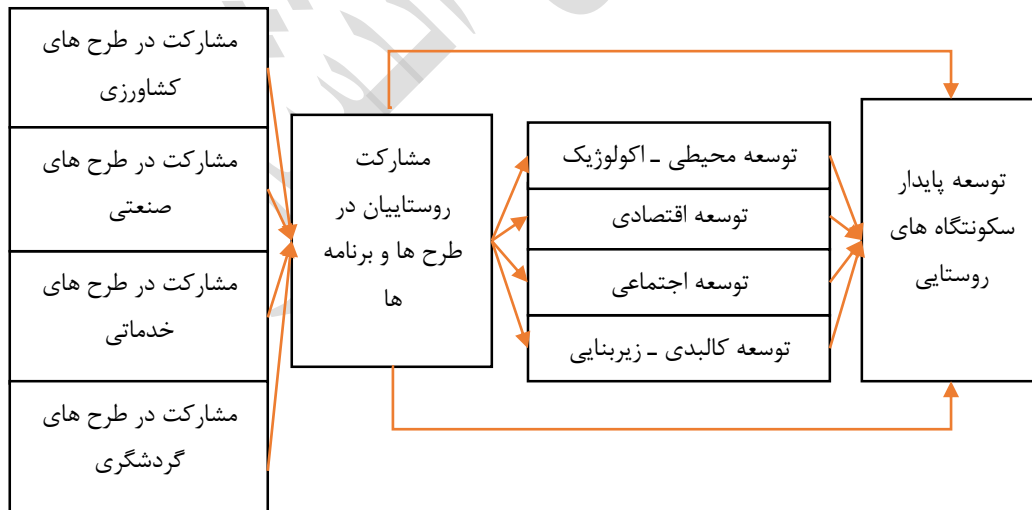 مشارکت در طرح های
کشاورزی
مشارکت در طرح های
صنعتی
مشارکت در طرح های
خدماتی
مشارکت در طرح های
گردشگری
مشارکت
روستاییان در
طرح ها و برنامه
ها
توسعه محیطی ـ اکولوژیک
توسعه اقتصادی
توسعه اجتماعی
توسعه کالبدی ـ زیربنایی
توسعه پایدار
سکونتگاه های
روستایی